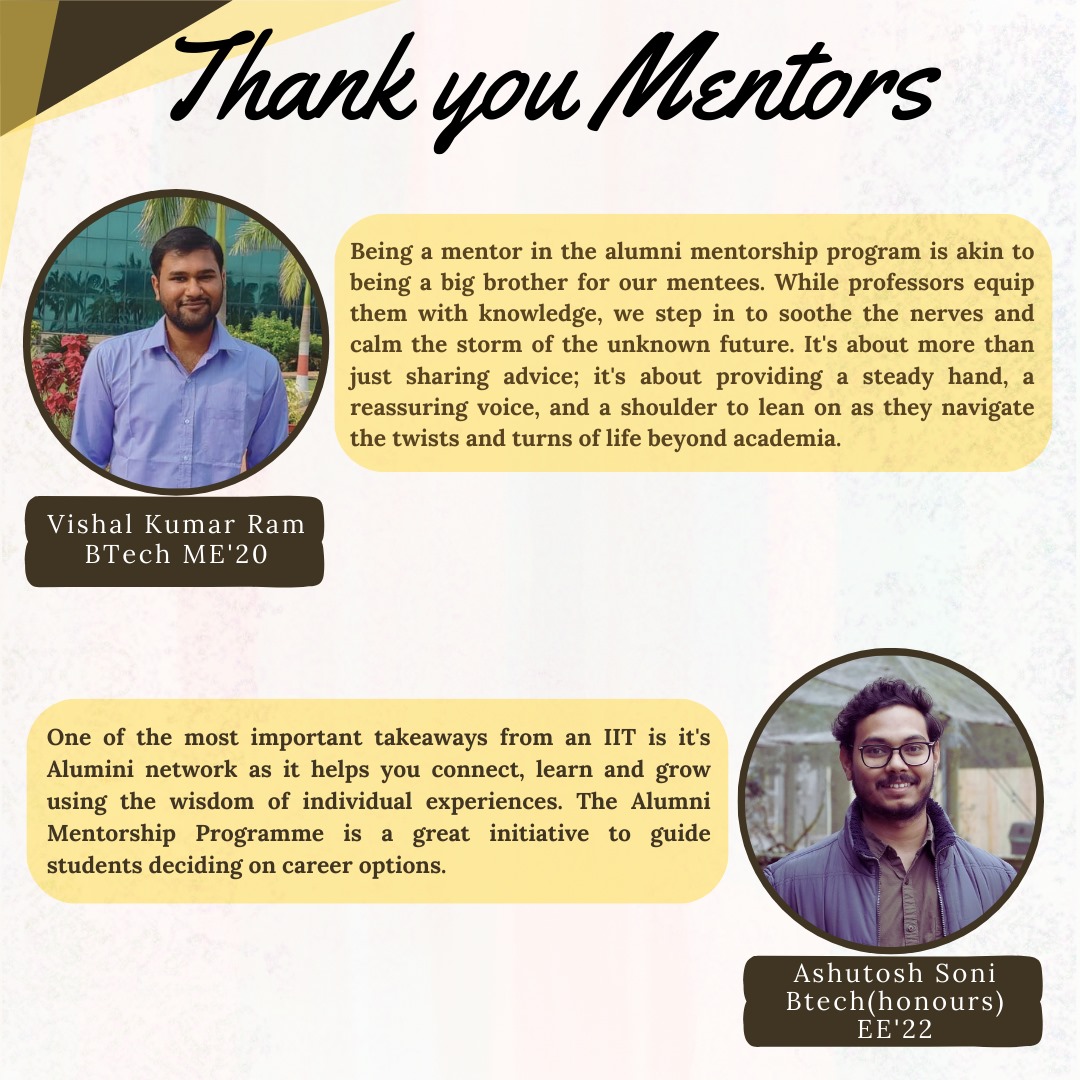 Thank you Mentors
Being a mentor in the alumni mentorship program is akin to
being a big brother for our mentees. While professors equip
them with knowledge, we step in to soothe the nerves and
calm the storm of the unknown future. It's about more than
just sharing advice; it's about providing a steady hand, a
reassuring voice, and a shoulder to lean on as they navigate
the twists and turns of life beyond academia.
Vishal Kumar Ram
BTech ME'20
One of the most important takeaways from an IIT is it's
Alumini network as it helps you connect, learn and grow
using the wisdom of individual experiences. The Alumni
Mentorship Programme is a great initiative to guide
students deciding on career options.
Ashutosh Soni
Btech(honours)
EE'22